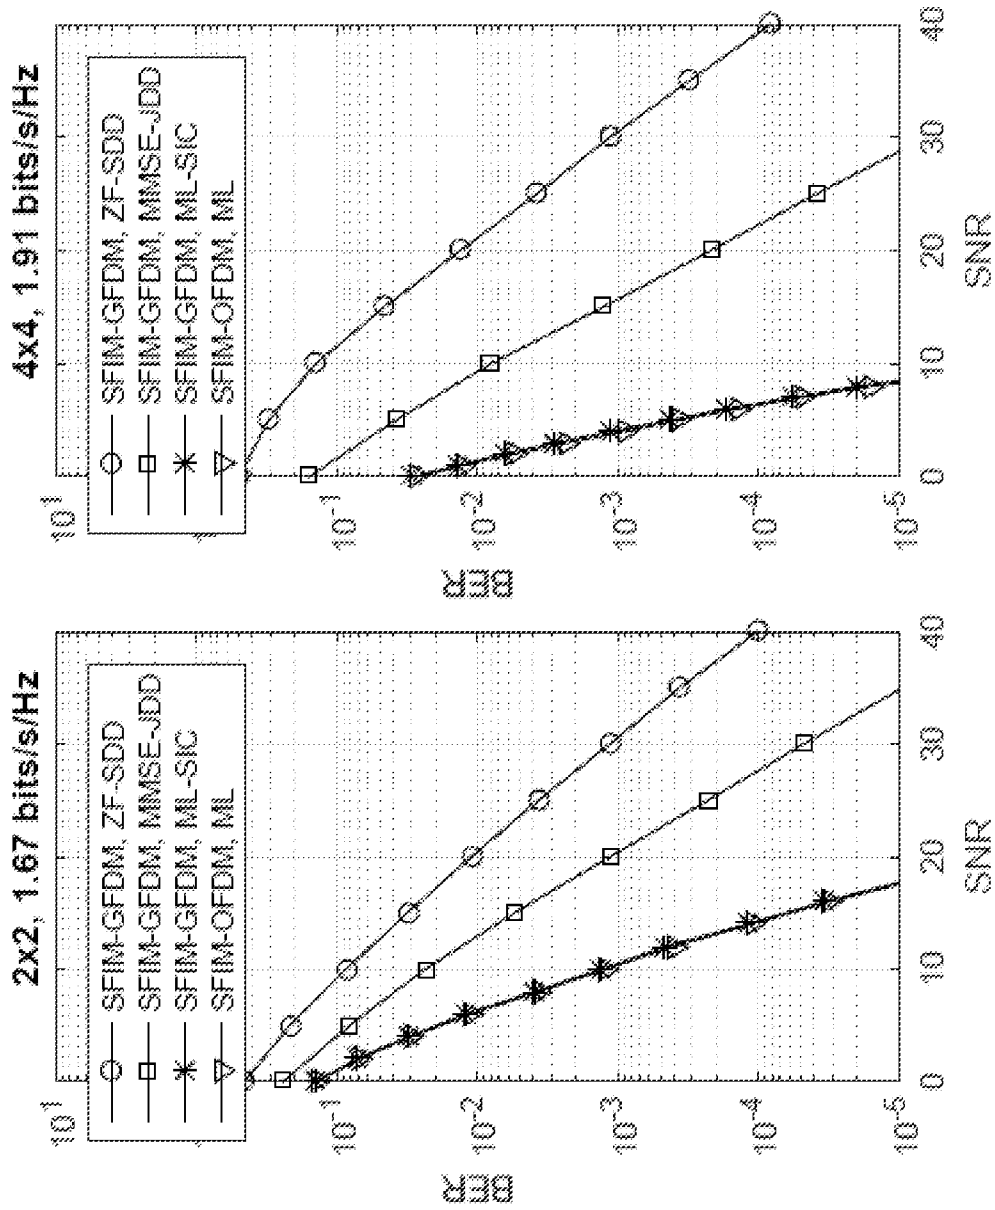 2x2, 1.67 bits/s/Hz
SFIM-GFDM, ZF-SDD
SFIM-GFDM, MMSE-JDD
SFIM-GFDM, ML-SIC
SFIM-OFDM, ML
10^1
10^-1
10^-2
10^-3
10^-4
10^-5
BER
0
10
20
30
40
SNR
4x4, 1.91 bits/s/Hz
SFIM-GFDM, ZF-SDD
SFIM-GFDM, MMSE-JDD
SFIM-GFDM, ML-SIC
SFIM-OFDM, ML
10^1
10^-1
10^-2
10^-3
10^-4
10^-5
BER
0
10
20
30
40
SNR